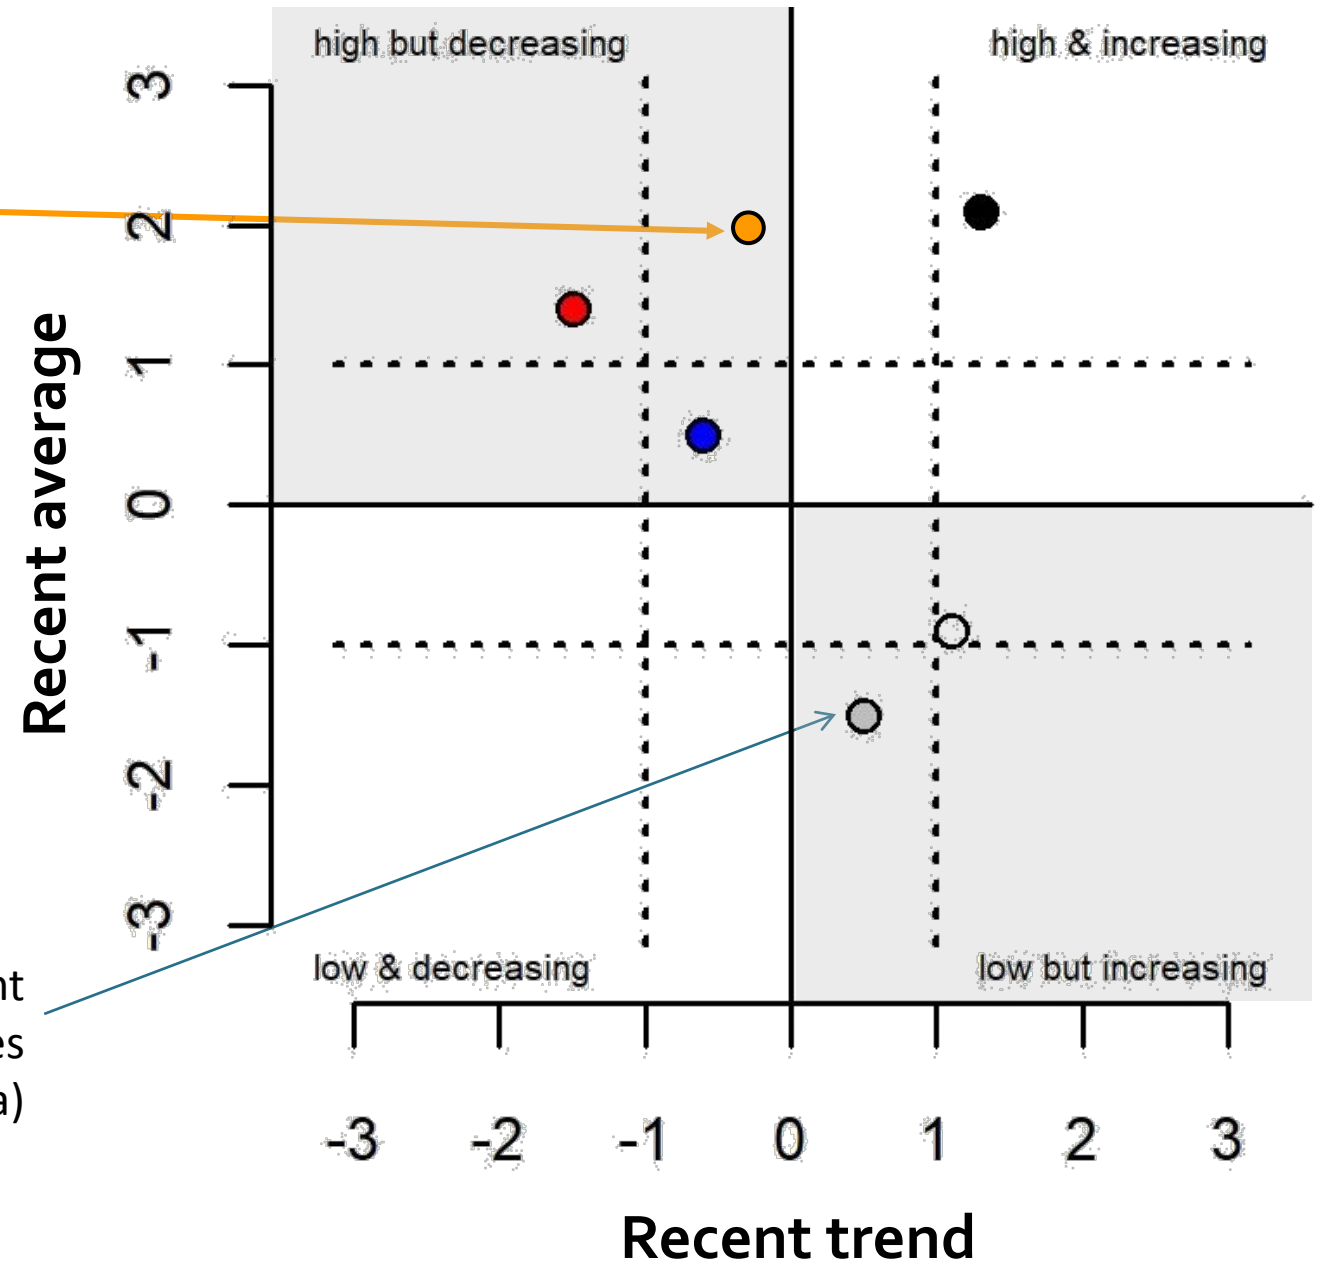 high but decreasing
high & increasing
3
2
1
0
-1
-2
-3
Recent average
low & decreasing
low but increasing
-3 -2 -1 0 1 2 3
Recent trend